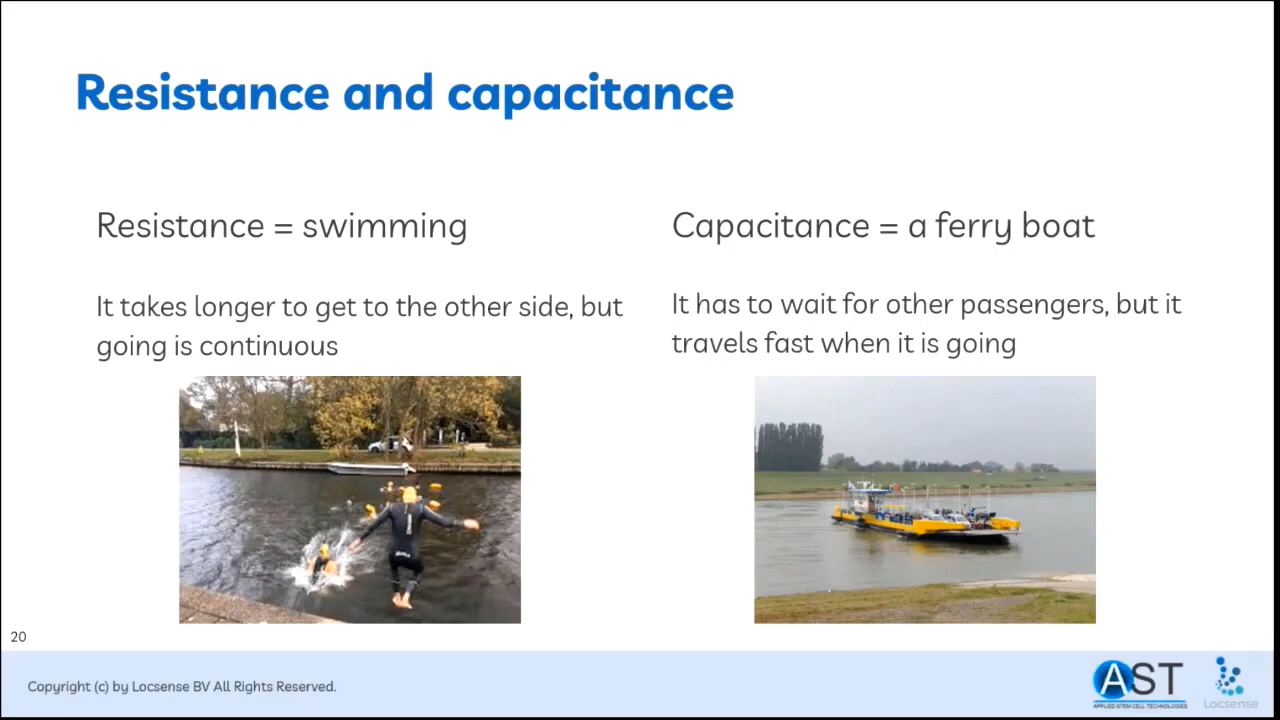 Resistance and capacitance
Resistance = swimming
It takes longer to get to the other side, but
going is continuous
Capacitance = a ferry boat
It has to wait for other passengers, but it
travels fast when it is going
20
Copyright (c) by Locsense BV All Rights Reserved.
AST
APPLIED STEM CELL TECHNOLOGIES
Locsense